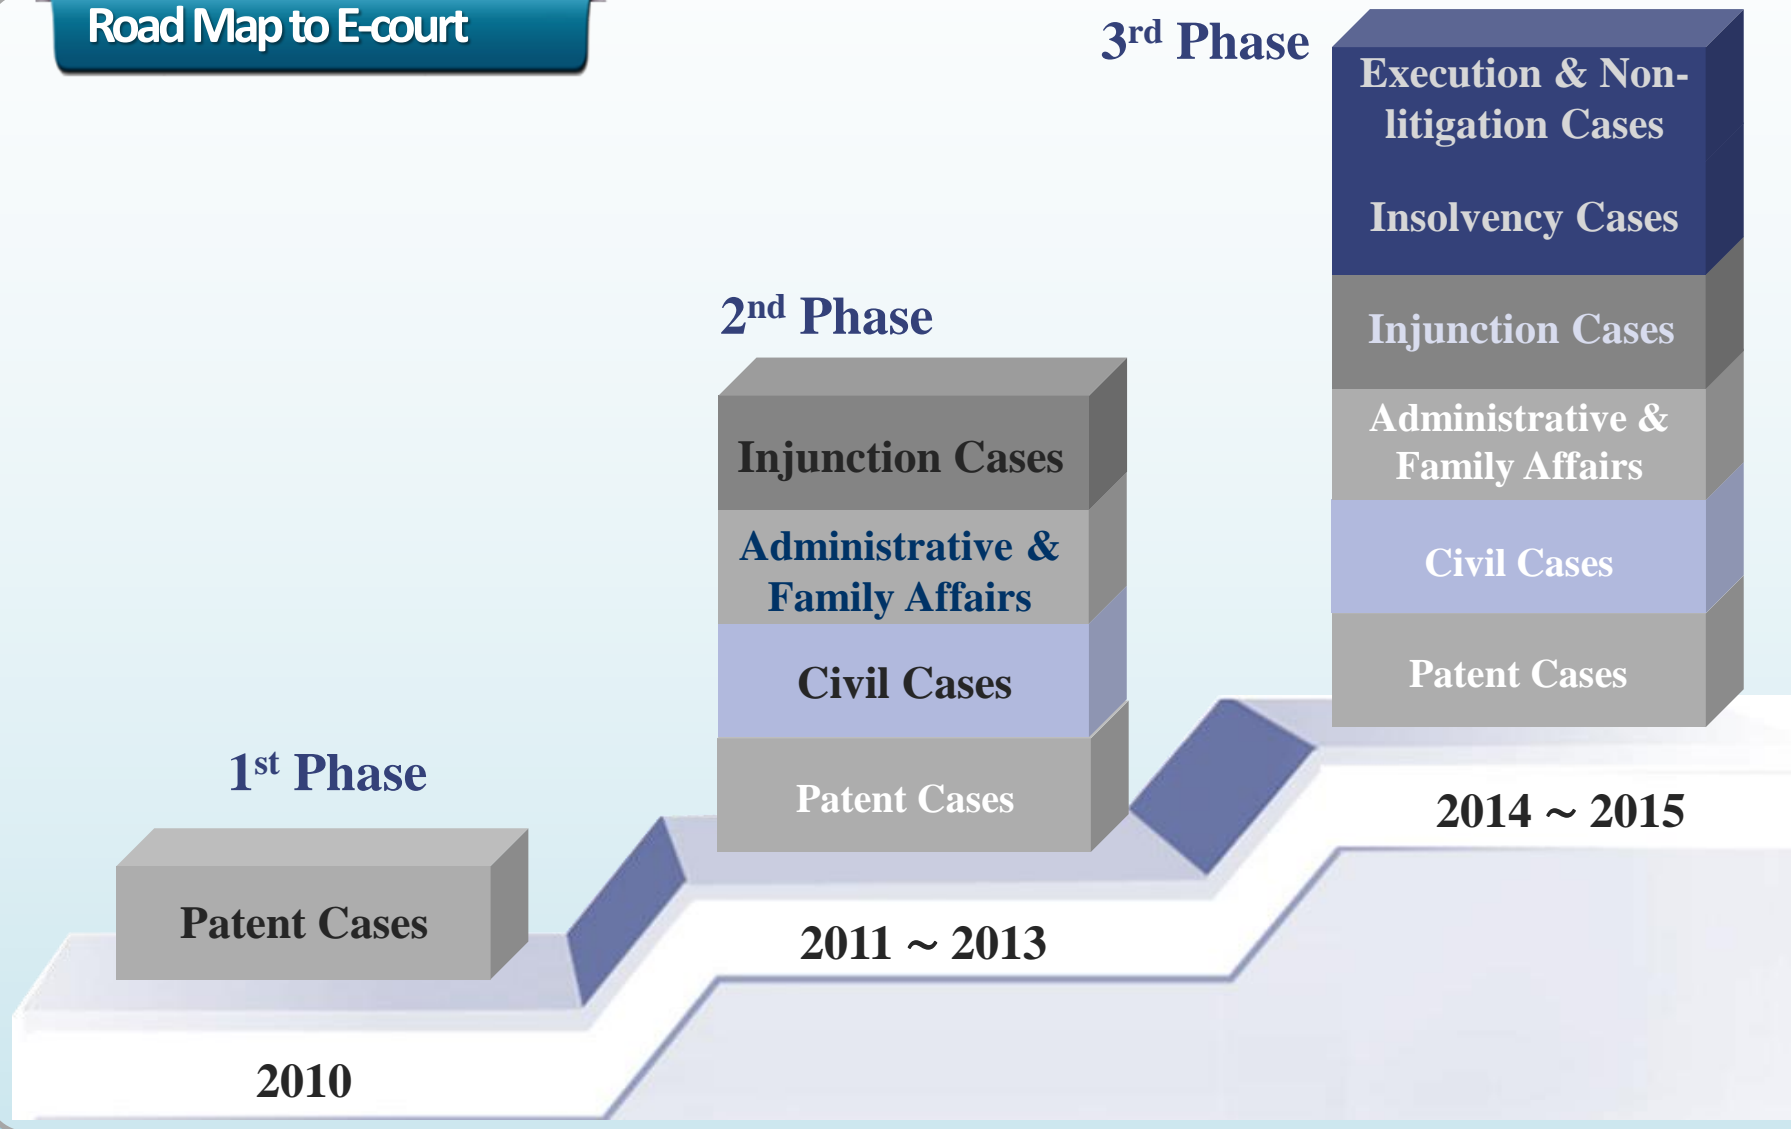 Road Map to E-court
3rd Phase
Execution & Non-
litigation Cases
Insolvency Cases
Injunction Cases
Administrative &
Family Affairs
Civil Cases
Patent Cases
2014 ~ 2015
2nd Phase
Injunction Cases
Administrative &
Family Affairs
Civil Cases
Patent Cases
2011 ~ 2013
1st Phase
Patent Cases
2010